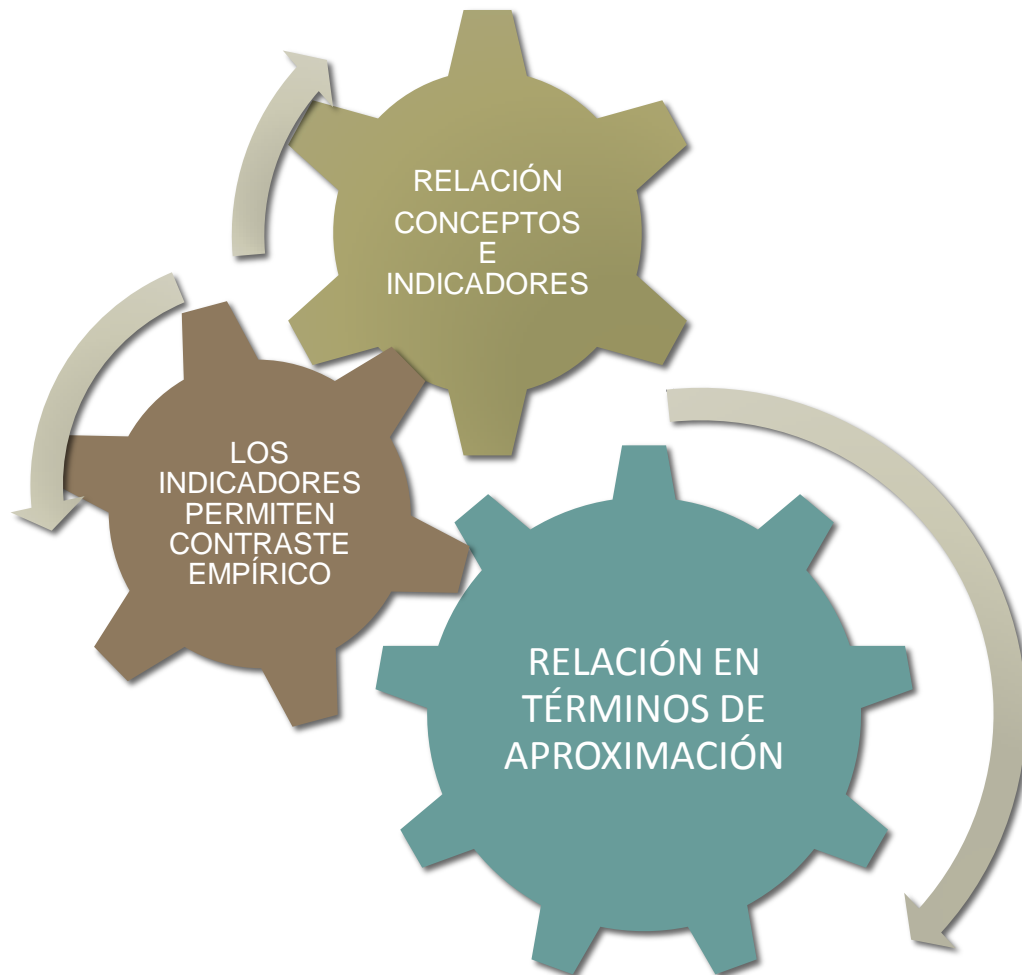 RELACIÓN
CONCEPTOS
E
INDICADORES
LOS
INDICADORES
PERMITEN
CONTRASTE
EMPÍRICO
RELACIÓN EN
TÉRMINOS DE
APROXIMACIÓN